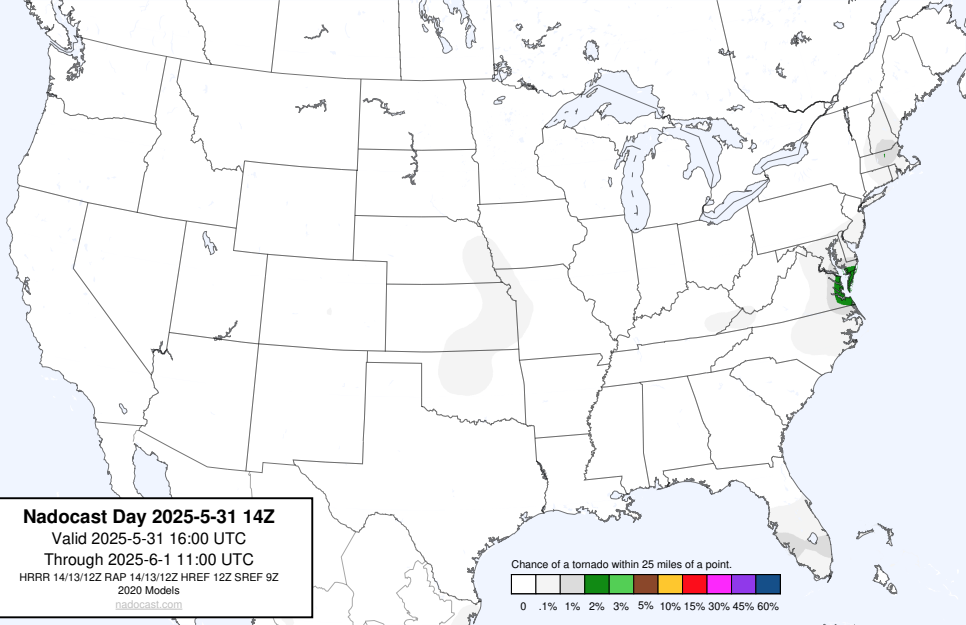 Nadocast Day 2025-5-31 14Z
Valid 2025-5-31 16:00 UTC
Through 2025-6-1 11:00 UTC
HRRR 14/13/12Z RAP 14/13/12Z HREF 12Z SREF 9Z
2020 Models
nadocast.com
Chance of a tornado within 25 miles of a point.
0 .1% 1% 2% 3% 5% 10% 15% 30% 45% 60%